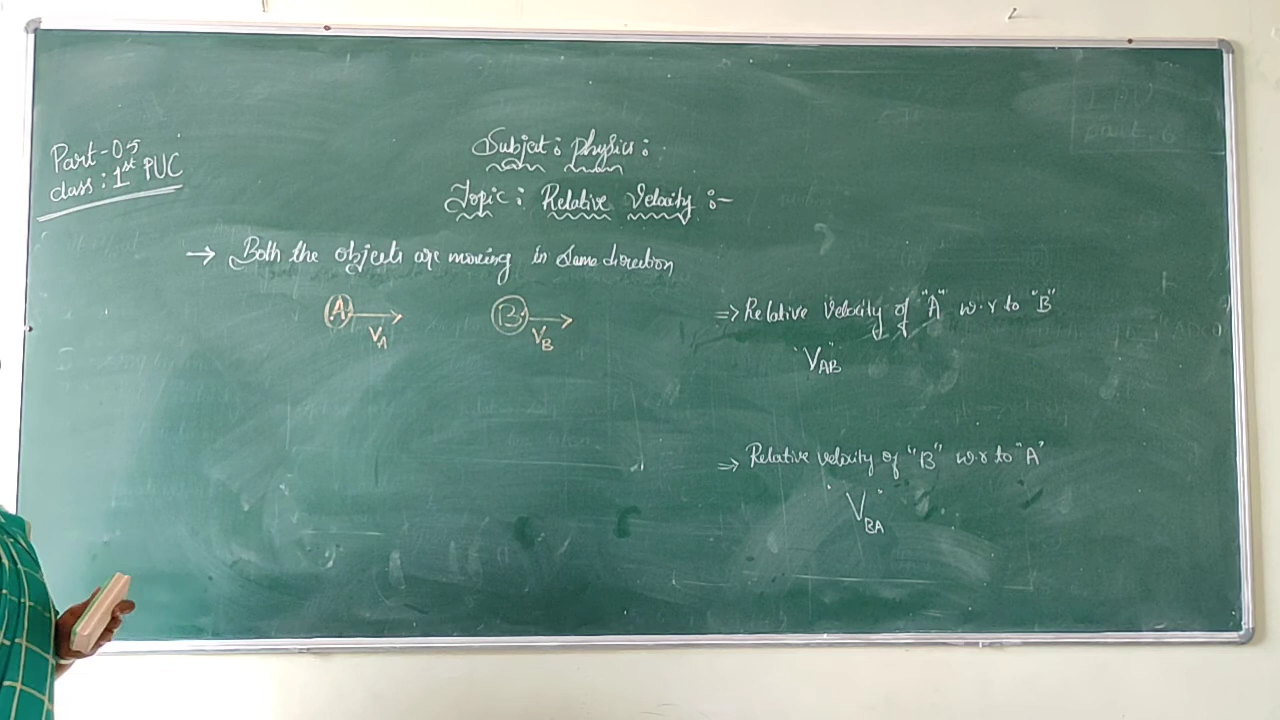 Part-05
class: 1st PUC
Subject: Physics:
Topic: Relative Velocity :-
→ Both the objects are moving in same direction
A VA B VB
⇒ Relative Velocity of "A" w.r to "B"
"VAB"
⇒ Relative velocity of "B" w.r to "A"
"VBA"